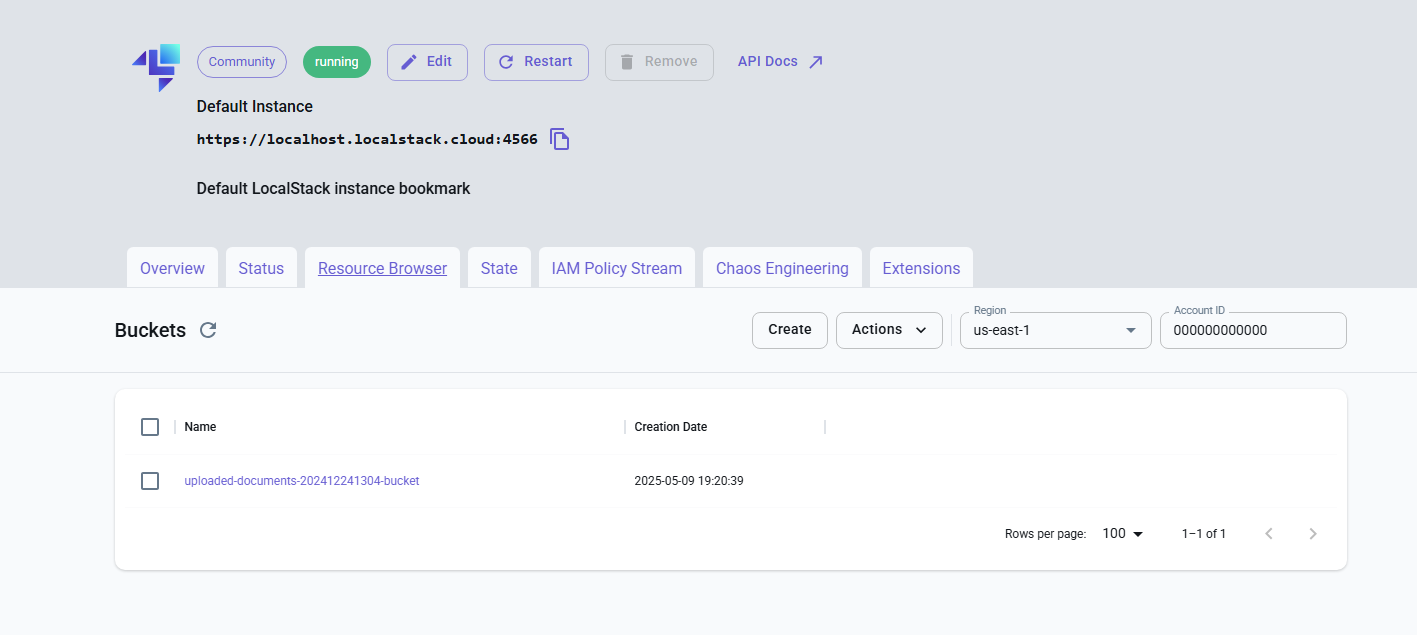 Community running Edit Restart Remove API Docs
Default Instance
https://localhost.localstack.cloud:4566
Default LocalStack instance bookmark
Overview Status Resource Browser State IAM Policy Stream Chaos Engineering Extensions
Region Account ID
Buckets Create Actions us-east-1 000000000000
Name Creation Date
uploaded-documents-202412241304-bucket 2025-05-09 19:20:39
Rows per page: 100 1–1 of 1